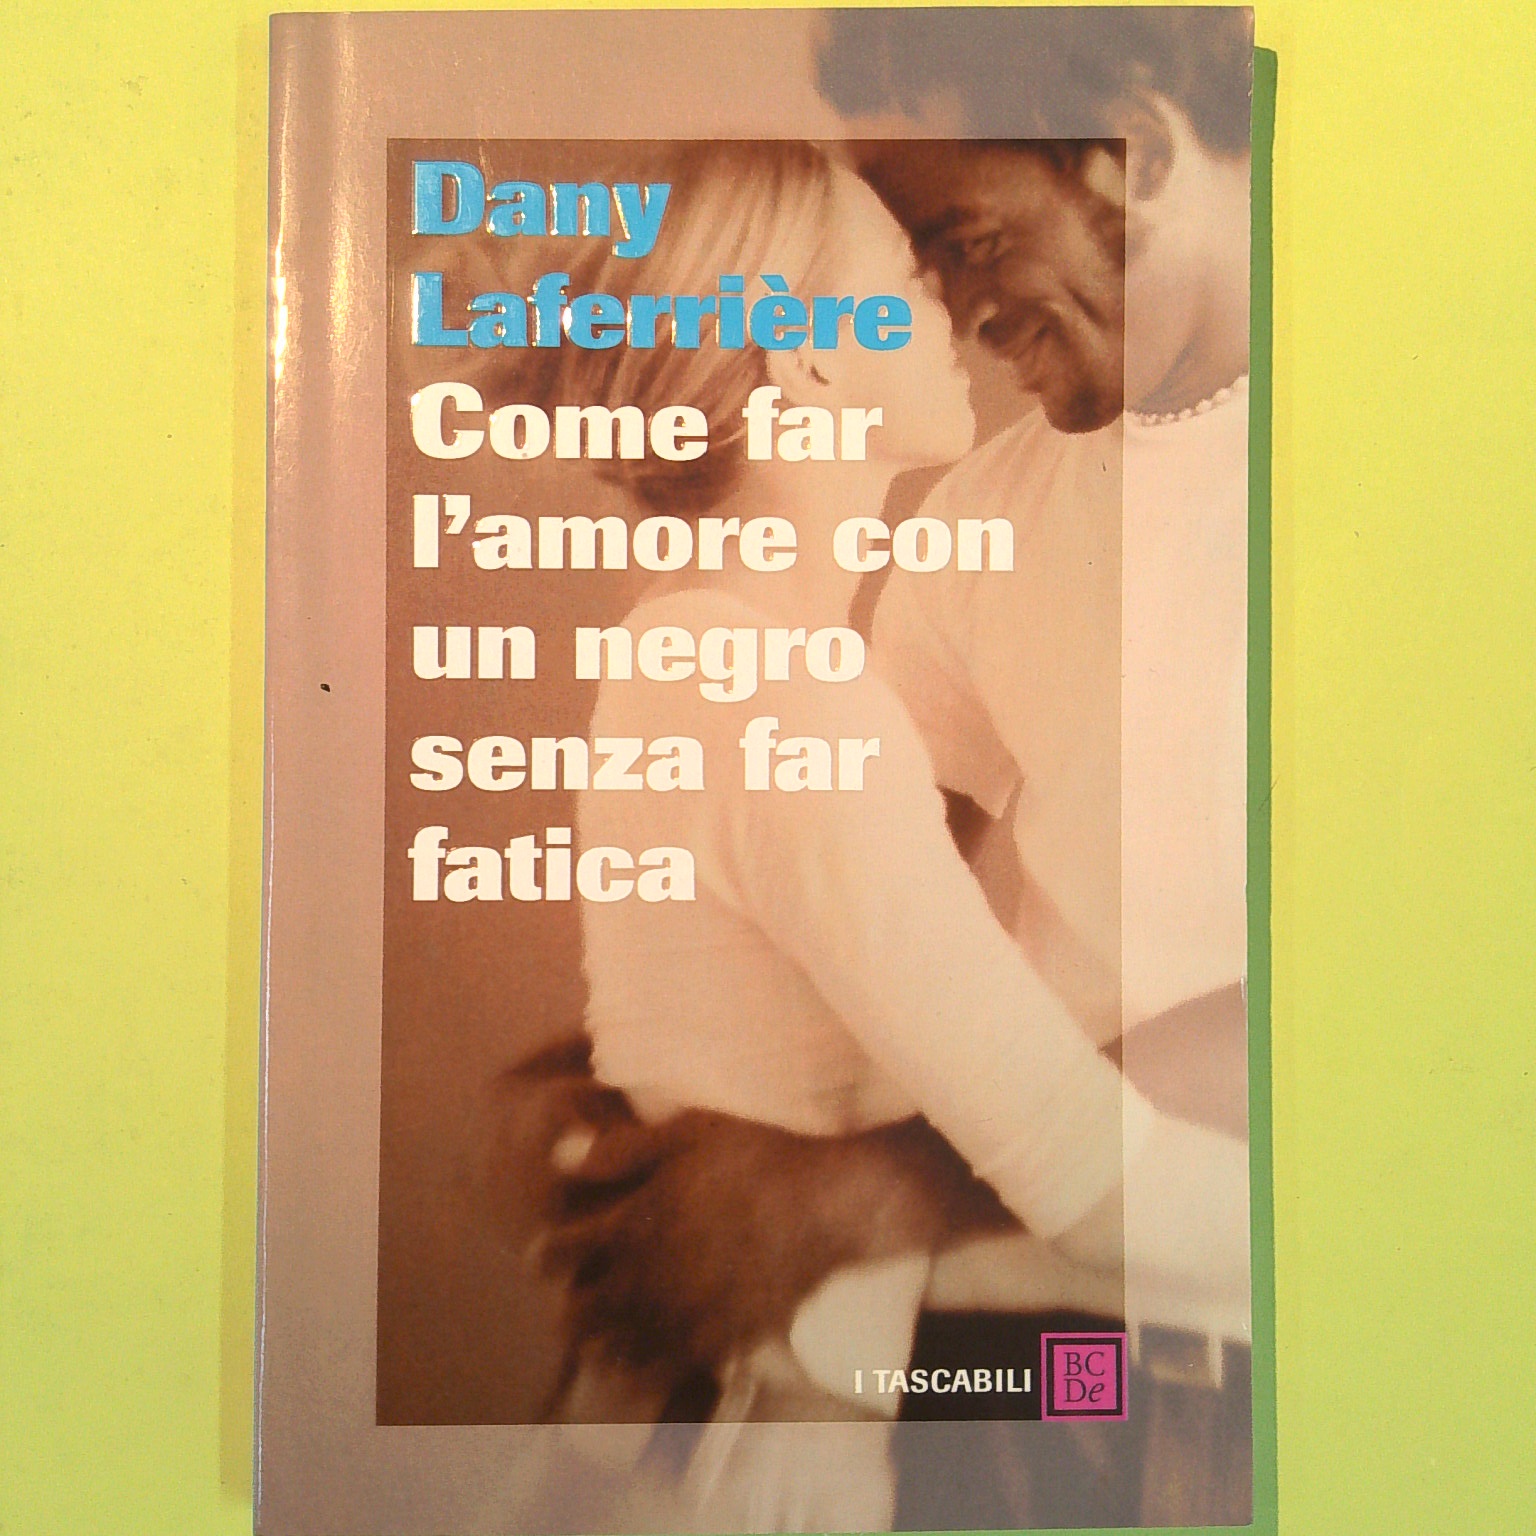 Dany
Laferrière
Come far
l’amore con
un negro
senza far
fatica
I TASCABILI
BC
De